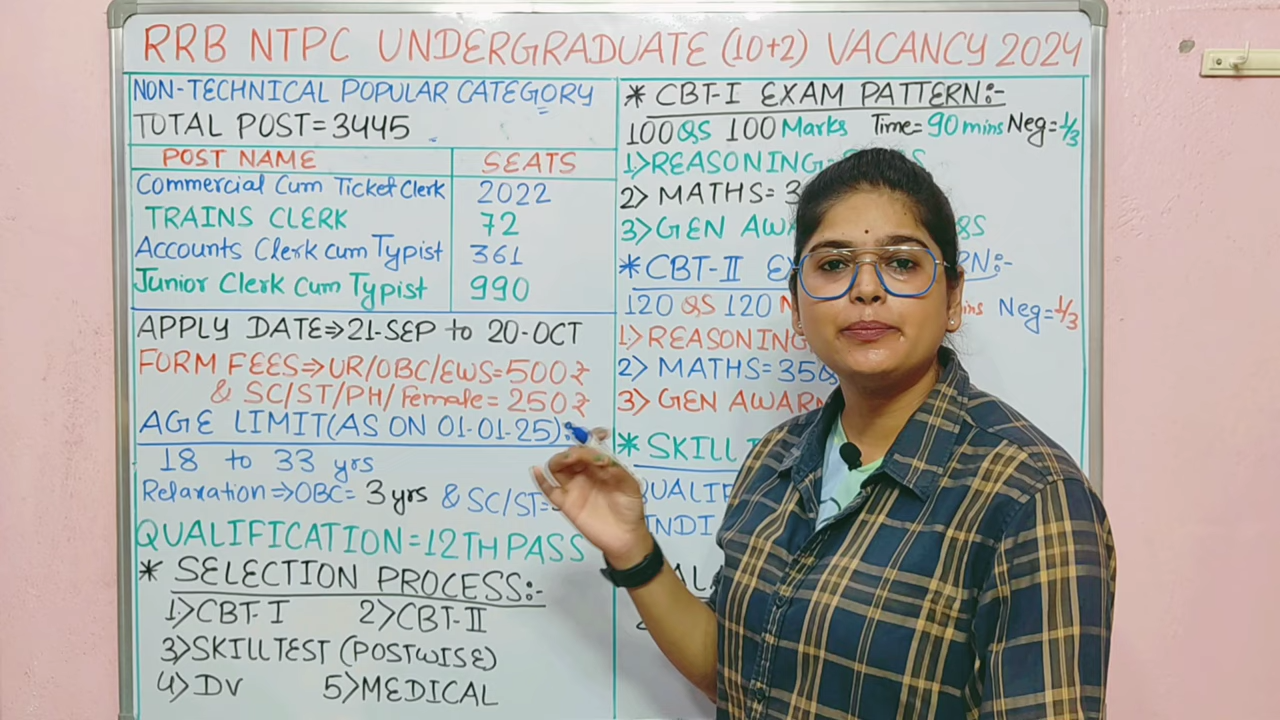 RRB NTPC UNDERGRADUATE (10+2) VACANCY 2024
NON-TECHNICAL POPULAR CATEGORY
TOTAL POST=3445
POST NAME SEATS
Commercial Cum Ticket Clerk 2022
TRAINS CLERK 72
Accounts Clerk cum Typist 361
Junior Clerk Cum Typist 990
APPLY DATE⇒21-SEP to 20-OCT
FORM FEES⇒UR/OBC/EWS=500₹
& SC/ST/PH/Female=250₹
AGE LIMIT(AS ON 01-01-25):-
18 to 33 yrs
Relaxation⇒OBC=3yrs & SC/ST=
QUALIFICATION=12TH PASS
* SELECTION PROCESS:-
1>CBT-I 2>CBT-II
3>SKILLTEST (POSTWISE)
4>DV 5>MEDICAL
* CBT-I EXAM PATTERN:-
100QS 100 Marks Time=90mins Neg=1/3
1>REASONING=
2> MATHS=3
3>GEN QS
*CBT-II
120 QS 120 Neg=1/3
1>REASONING
2> MATHS=35QS
3> GEN
*